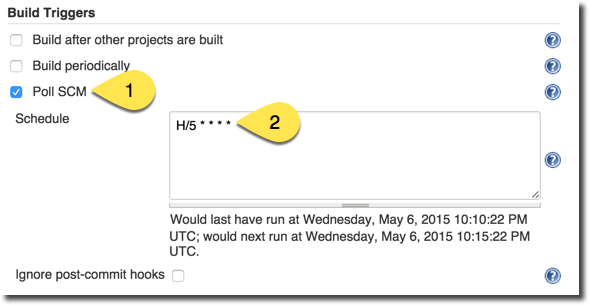 Build Triggers
Build after other projects are built
Build periodically
Poll SCM
1
Schedule
H/5 * * * *
2
Would last have run at Wednesday, May 6, 2015 10:10:22 PM
UTC; would next run at Wednesday, May 6, 2015 10:15:22 PM
UTC.
Ignore post-commit hooks